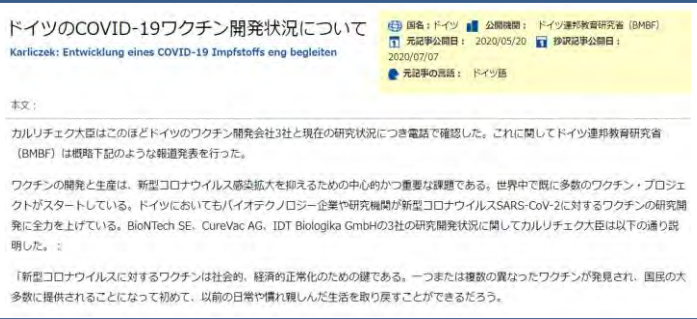 ドイツのCOVID-19ワクチン開発状況について
Karliczek: Entwicklung eines COVID-19 Impfstoffs eng begleiten
国名： ドイツ 公開機関： ドイツ連邦教育研究省（BMBF）
元記事公開日： 2020/05/20 抄訳記事公開日：
2020/07/07
元記事の言語： ドイツ語
本文：
カルリチェク大臣はこのほどドイツのワクチン開発会社3社と現在の研究状況につき電話で確認した。これに関してドイツ連邦教育研究省
（BMBF）は概略下記のような報道発表を行った。
ワクチンの開発と生産は、新型コロナウイルス感染拡大を抑えるための中心的かつ重要な課題である。世界中で既に多数のワクチン・プロジェ
クトがスタートしている。ドイツにおいてもバイオテクノロジー企業や研究機関が新型コロナウイルスSARS-CoV-2に対するワクチンの研究開
発に全力を上げている。BioNTech SE、CureVac AG、IDT Biologika GmbHの3社の研究開発状況に関してカルリチェク大臣は以下の通り説
明した。：
「新型コロナウイルスに対するワクチンは社会的、経済的正常化のための鍵である。一つまたは複数の異なったワクチンが発見され、国民の大
多数に提供されることになって初めて、以前の日常や慣れ親しんだ生活を取り戻すことができるだろう。